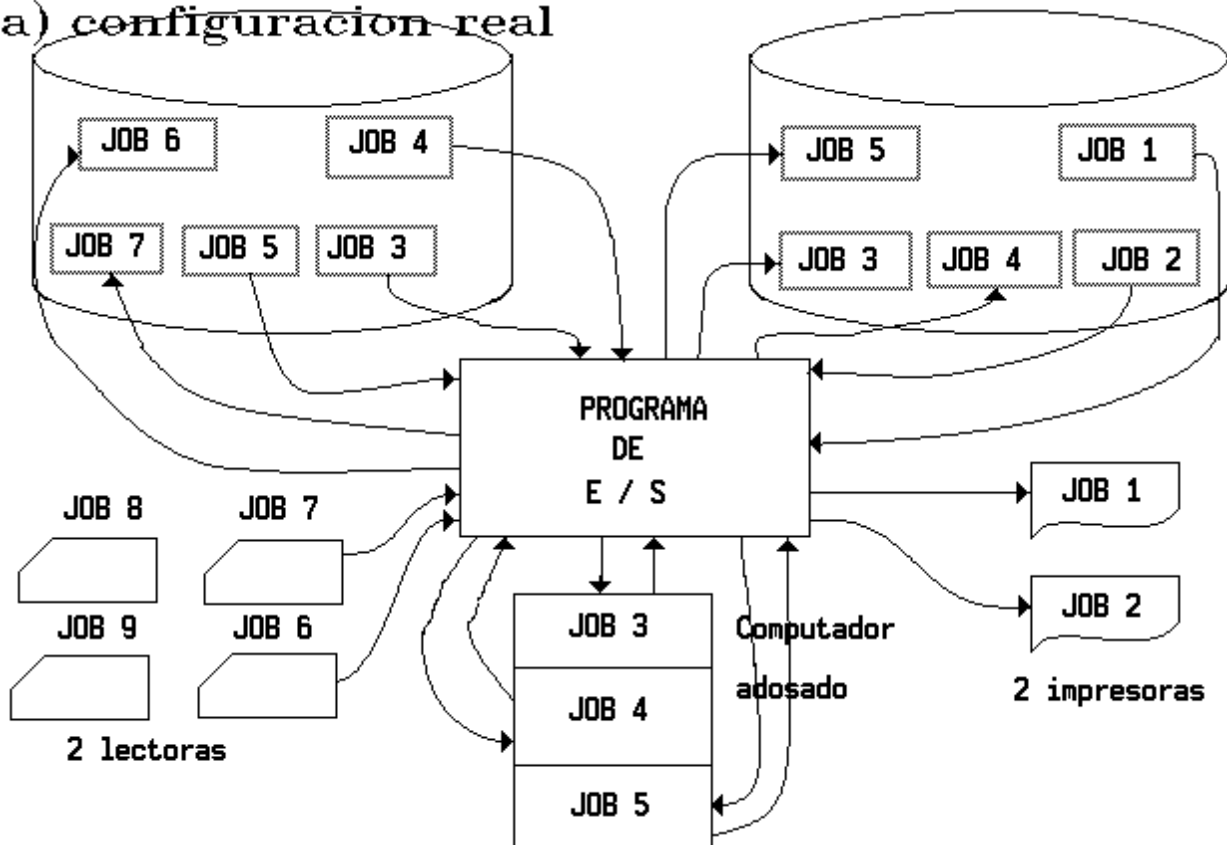 a) configuracion real
JOB 6
JOB 4
JOB 7
JOB 5
JOB 3
JOB 5
JOB 1
JOB 3
JOB 4
JOB 2
PROGRAMA
DE
E / S
JOB 8
JOB 7
JOB 9
JOB 6
2 lectoras
JOB 3
JOB 4
JOB 5
Computador
adosado
JOB 1
JOB 2
2 impresoras